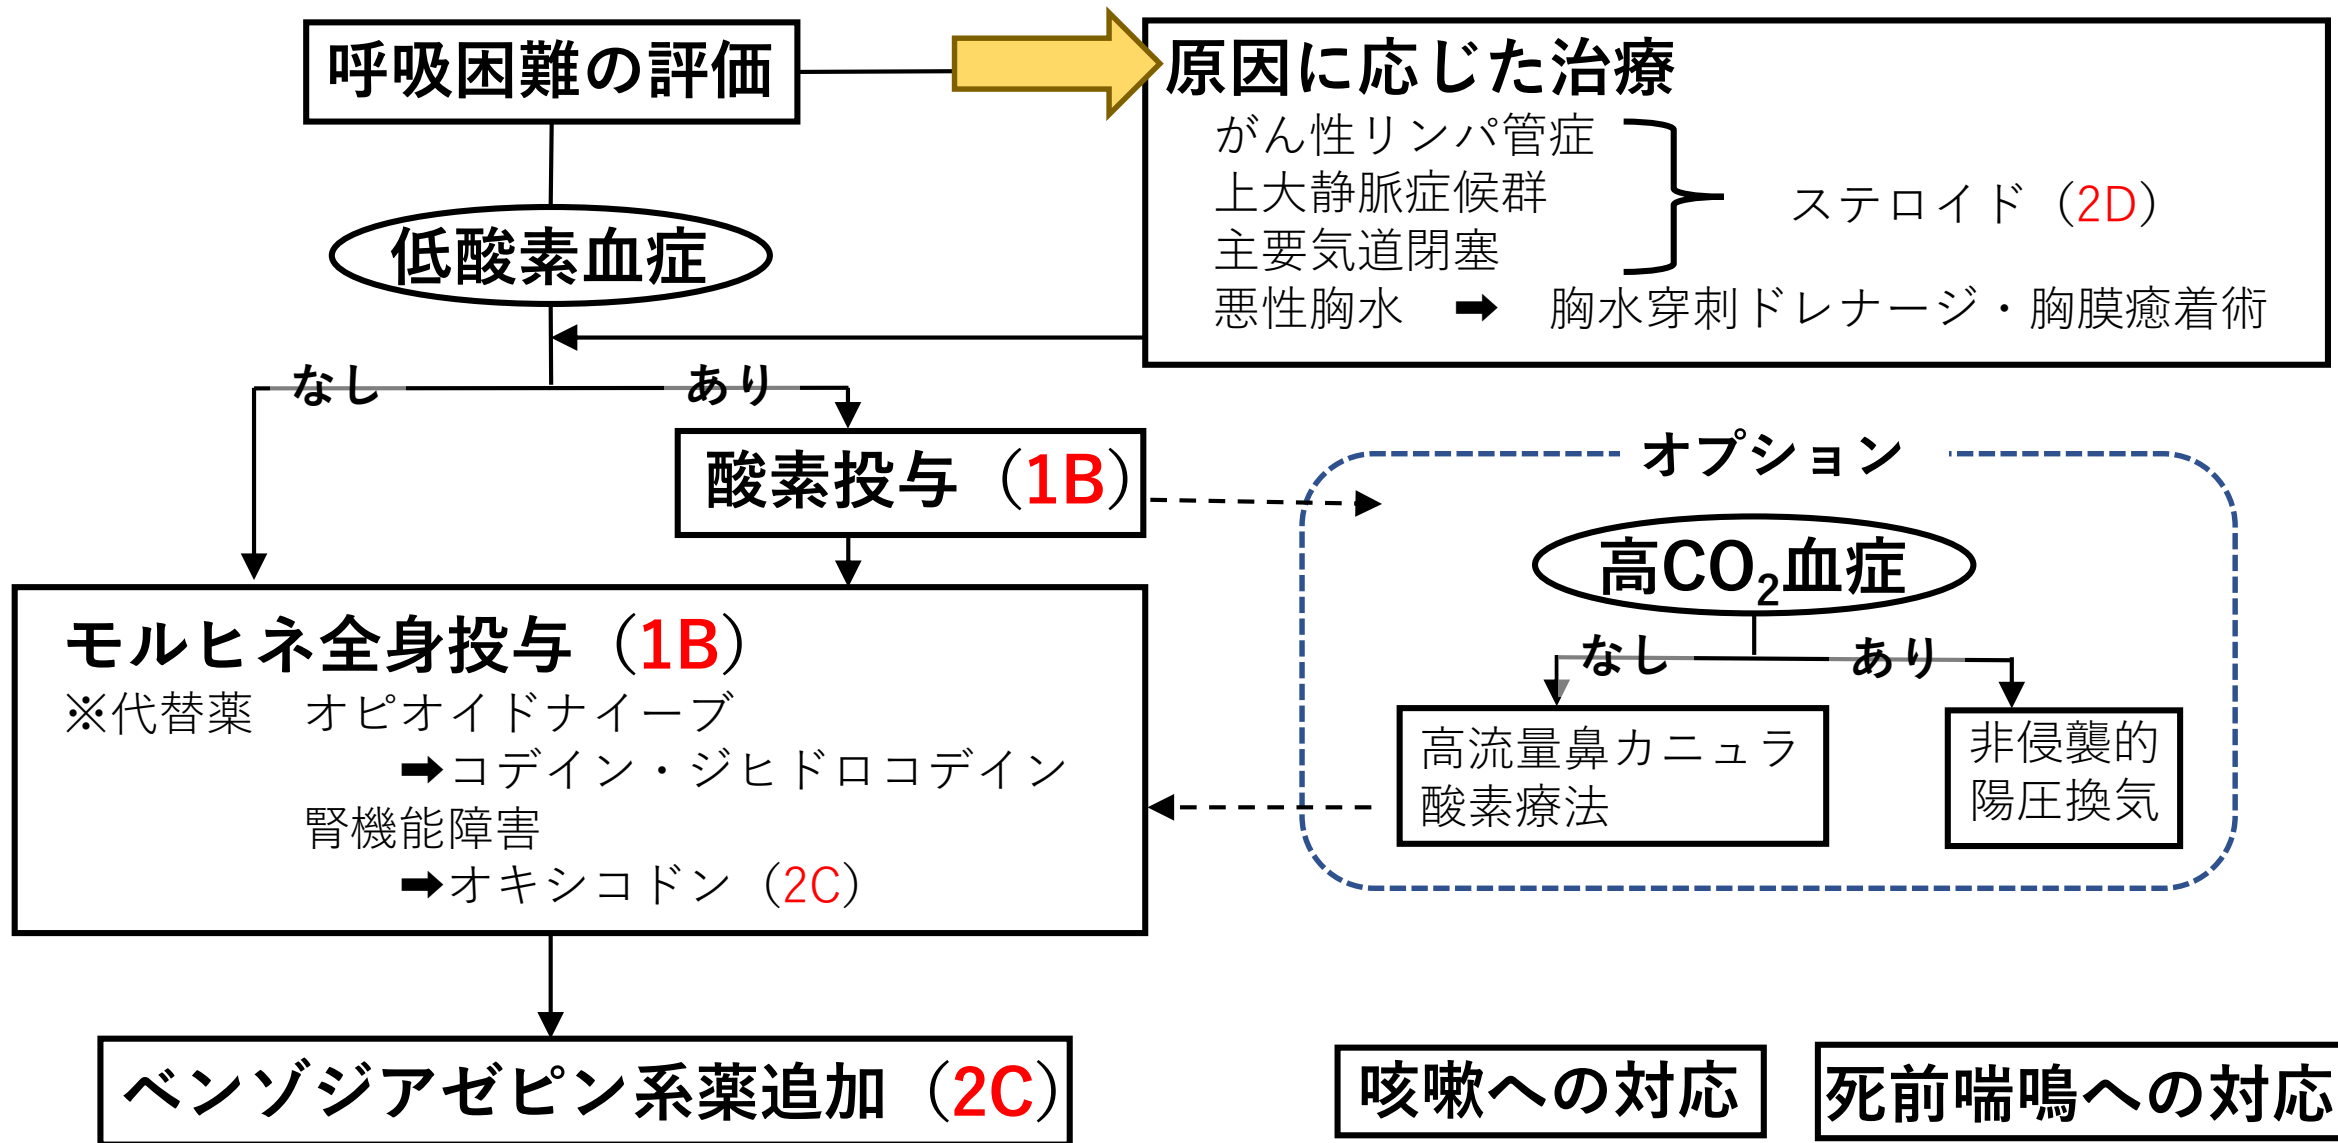 呼吸困難の評価
原因に応じた治療
がん性リンパ管症
上大静脈症候群
主要気道閉塞
ステロイド（2D）
悪性胸水 ➡ 胸水穿刺ドレナージ・胸膜癒着術
低酸素血症
なし
あり
酸素投与（1B）
オプション
高CO₂血症
なし
あり
高流量鼻カニュラ
酸素療法
非侵襲的
陽圧換気
モルヒネ全身投与（1B）
※代替薬 オピオイドナイーブ
➡コデイン・ジヒドロコデイン
腎機能障害
➡オキシコドン（2C）
ベンゾジアゼピン系薬追加（2C）
咳嗽への対応
死前喘鳴への対応